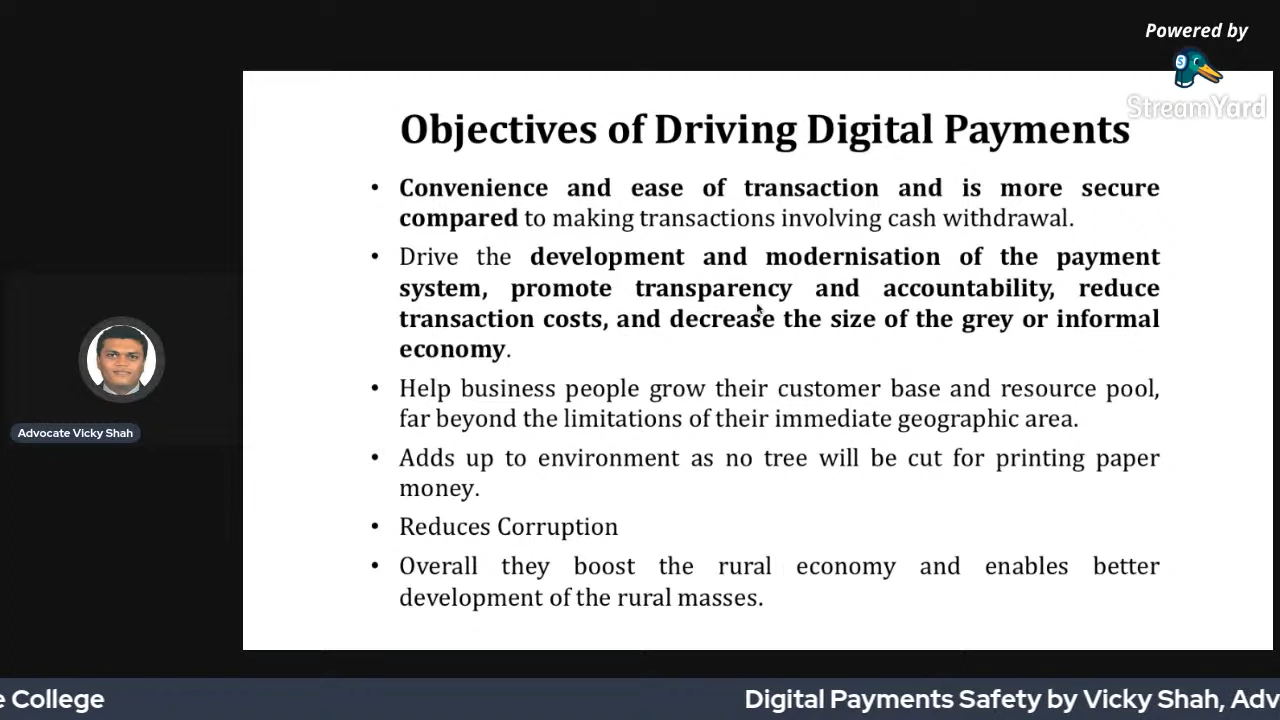 Powered by
StreamYard
Objectives of Driving Digital Payments
• Convenience and ease of transaction and is more secure
compared to making transactions involving cash withdrawal.
• Drive the development and modernisation of the payment
system, promote transparency and accountability, reduce
transaction costs, and decrease the size of the grey or informal
economy.
• Help business people grow their customer base and resource pool,
far beyond the limitations of their immediate geographic area.
• Adds up to environment as no tree will be cut for printing paper
money.
• Reduces Corruption
• Overall they boost the rural economy and enables better
development of the rural masses.
Advocate Vicky Shah
e College
Digital Payments Safety by Vicky Shah, Adv